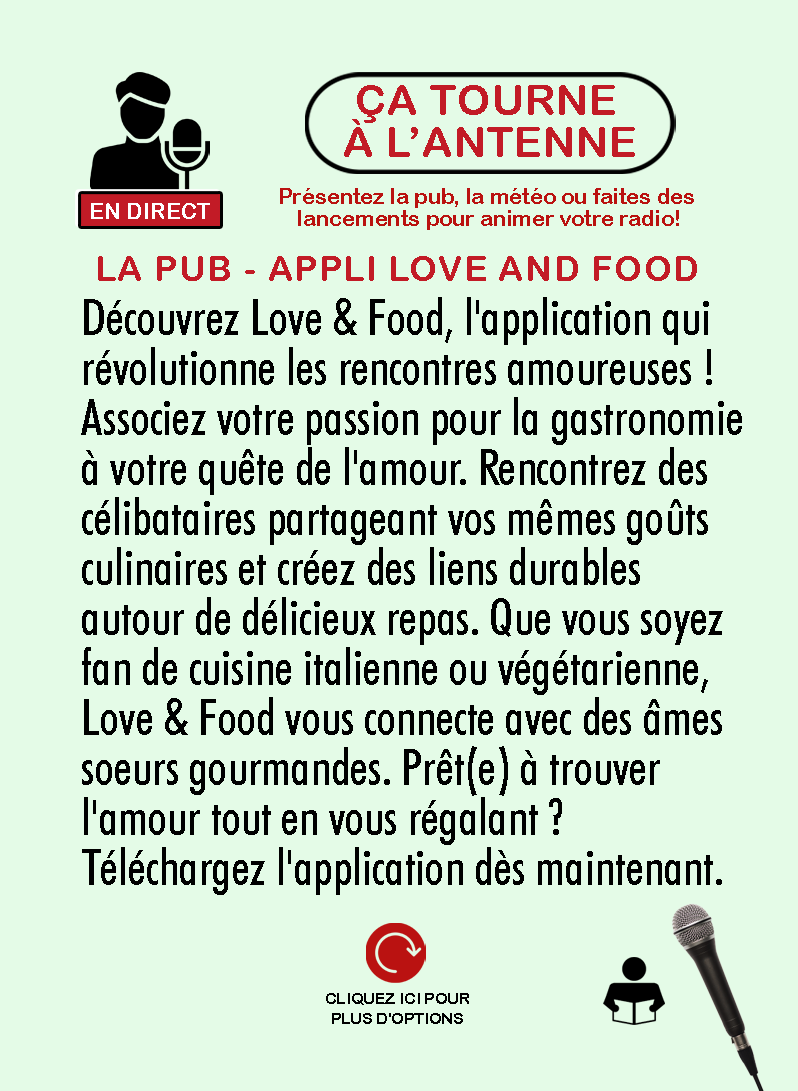 ÇA TOURNE
À L'ANTENNE
EN DIRECT
Présentez la pub, la météo ou faites des
lancements pour animer votre radio!
LA PUB - APPLI LOVE AND FOOD
Découvrez Love & Food, l'application qui
révolutionne les rencontres amoureuses !
Associez votre passion pour la gastronomie
à votre quête de l'amour. Rencontrez des
célibataires partageant vos mêmes goûts
culinaires et créez des liens durables
autour de délicieux repas. Que vous soyez
fan de cuisine italienne ou végétarienne,
Love & Food vous connecte avec des âmes
soeurs gourmandes. Prêt(e) à trouver
l'amour tout en vous régalant ?
Téléchargez l'application dès maintenant.
CLIQUEZ ICI POUR
PLUS D'OPTIONS